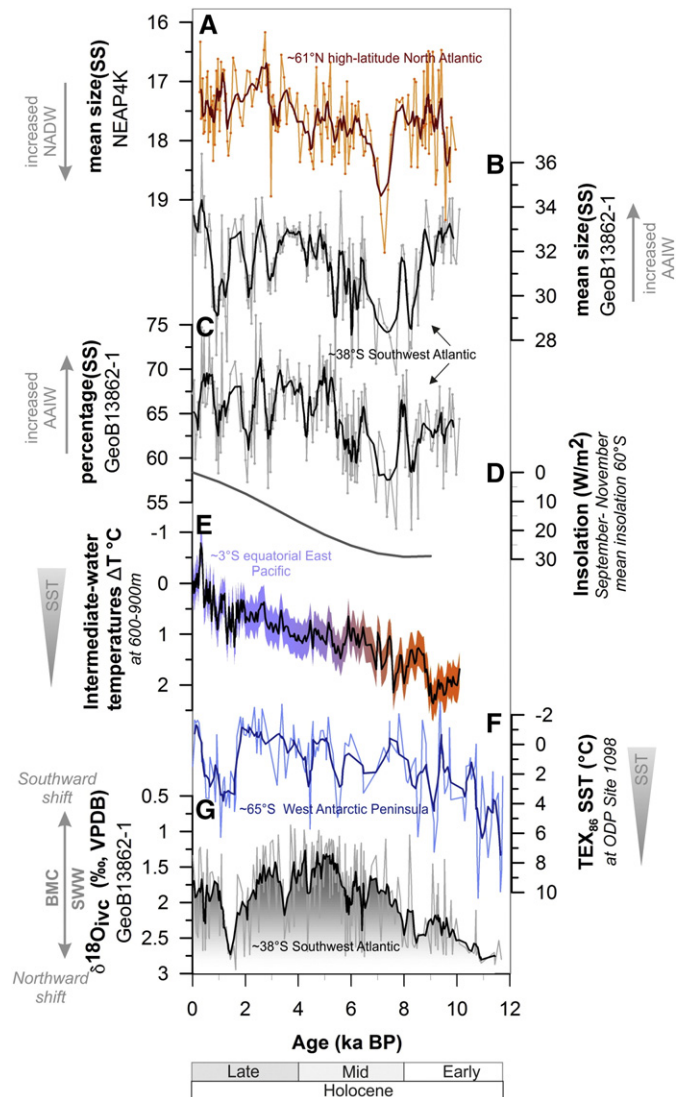 A
16
17
18
19
mean size(SS)
NEAP4K
increased
NADW
~61°N high-latitude North Atlantic
B
36
34
32
30
28
mean size(SS)
GeoB13862-1
increased
AAIW
~38°S Southwest Atlantic
C
75
70
65
60
55
percentage(SS)
GeoB13862-1
increased
AAIW
D
0
10
20
30
Insolation (W/m2)
September- November
mean Insolation 60°S
E
-1
0
1
2
Intermediate-water
temperatures ΔT °C
at 600-900m
SST
~3°S equatorial East
Pacific
F
-2
0
2
4
6
8
10
TEX86 SST (°C)
at ODP Site 1098
SST
~65°S West Antarctic Peninsula
G
0.5
1
1.5
2
2.5
3
δ18Oivc (‰, VPDB)
GeoB13862-1
Southward
shift
BMC
SWW
Northward
shift
~38°S Southwest Atlantic
0 2 4 6 8 10 12
Age (ka BP)
Late Mid Early
Holocene